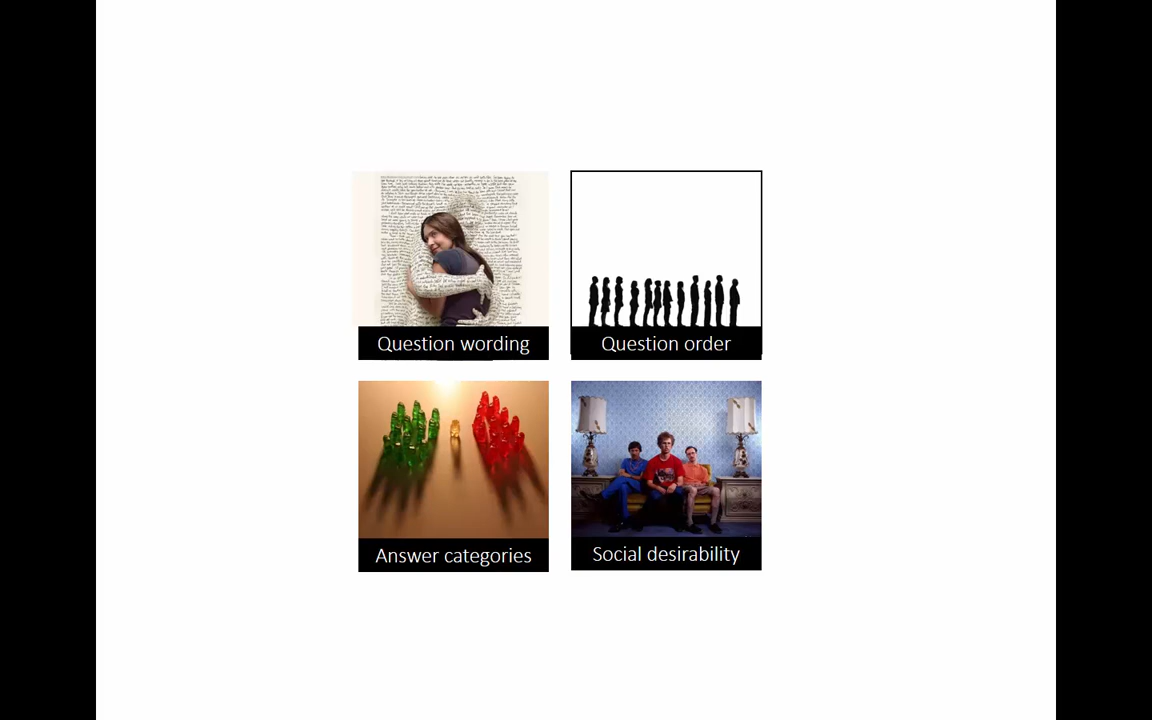 Question wording
Question order
Answer categories
Social desirability